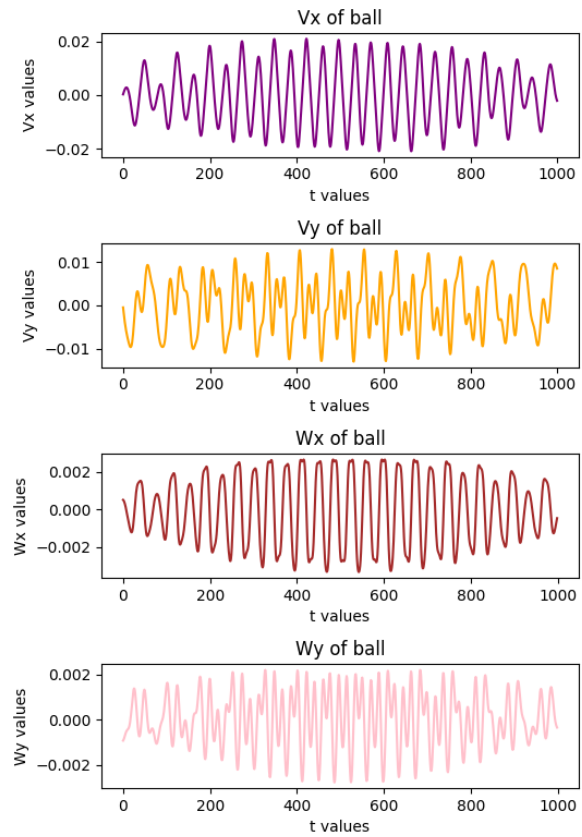 Vx of ball
0.02
0.00
−0.02
Vx values
0 200 400 600 800 1000
t values
Vy of ball
0.01
0.00
−0.01
Vy values
0 200 400 600 800 1000
t values
Wx of ball
0.002
0.000
−0.002
Wx values
0 200 400 600 800 1000
t values
Wy of ball
0.002
0.000
−0.002
Wy values
0 200 400 600 800 1000
t values